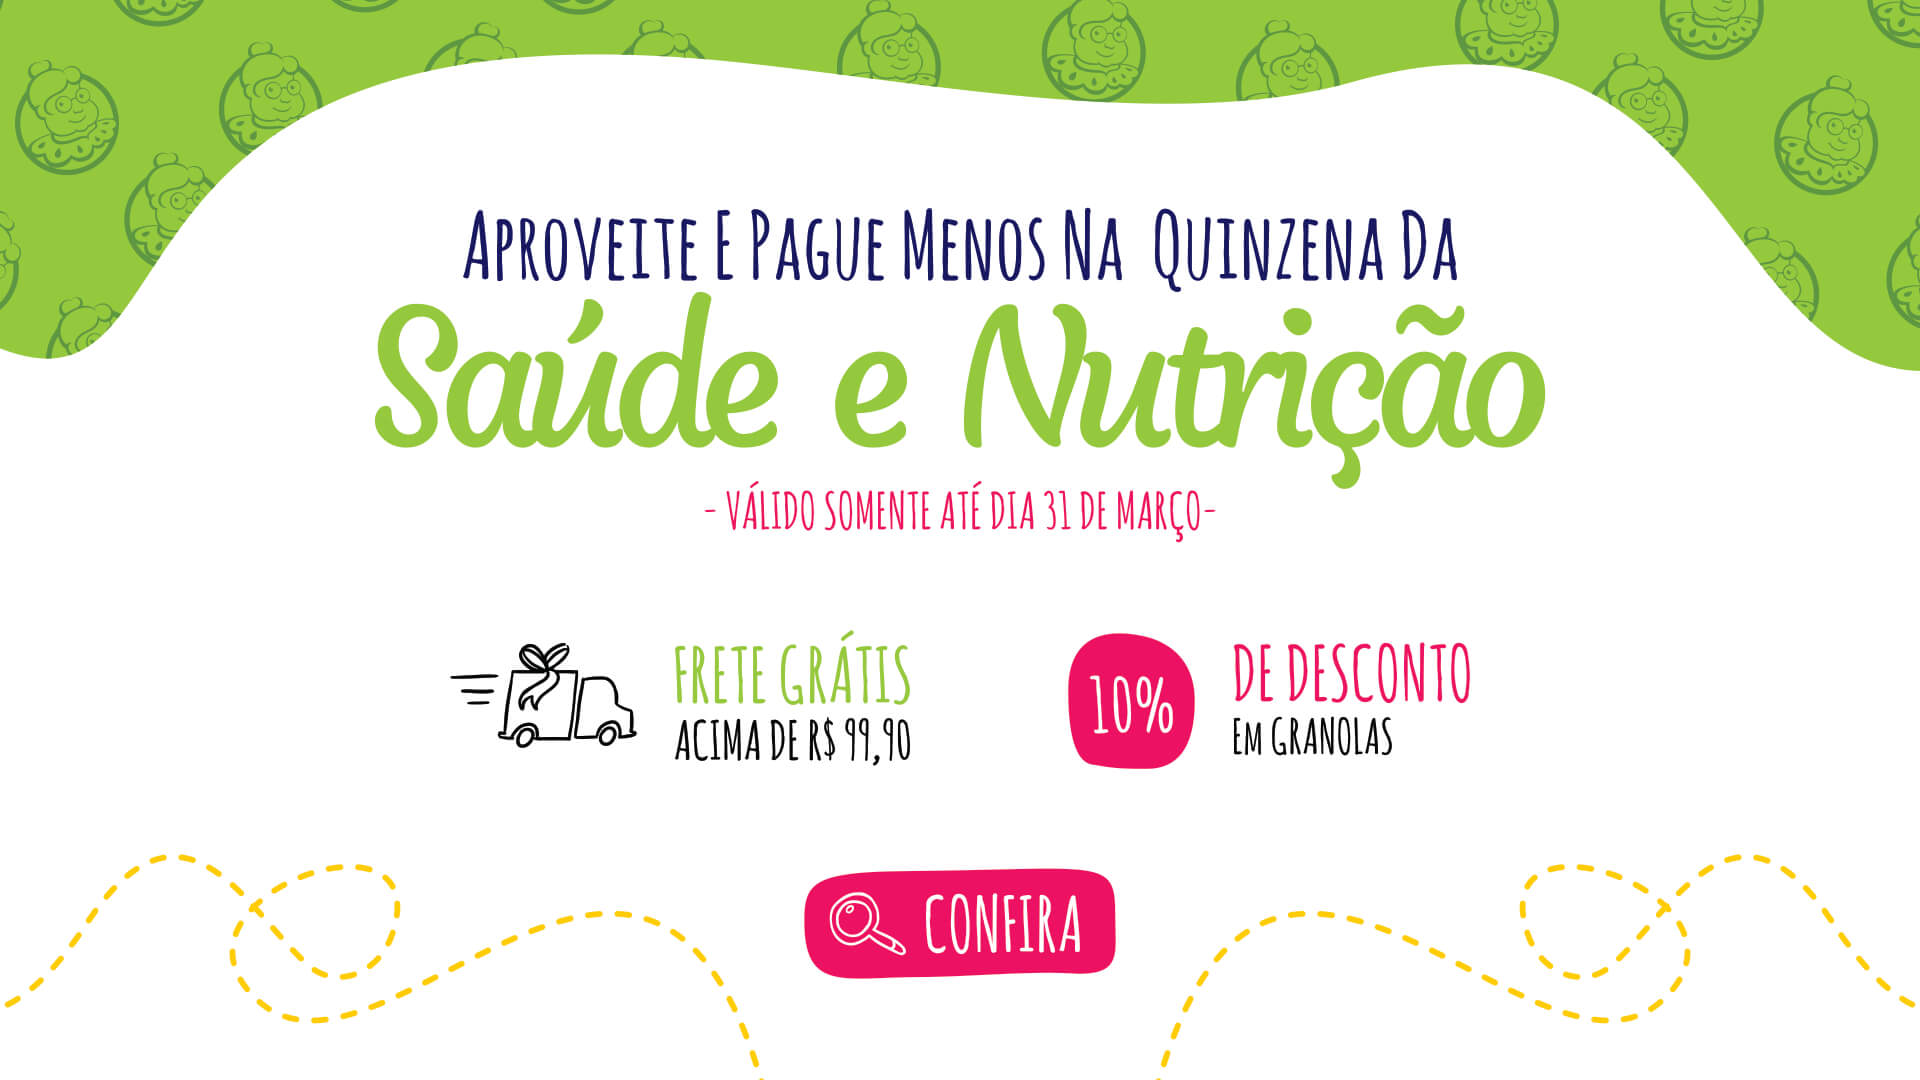 Aproveite E Pague Menos Na Quinzena Da
Saúde e Nutrição
- VÁLIDO SOMENTE ATÉ DIA 31 DE MARÇO-
FRETE GRÁTIS
ACIMA DE R$ 99,90
10%
DE DESCONTO
EM GRANOLAS
CONFIRA